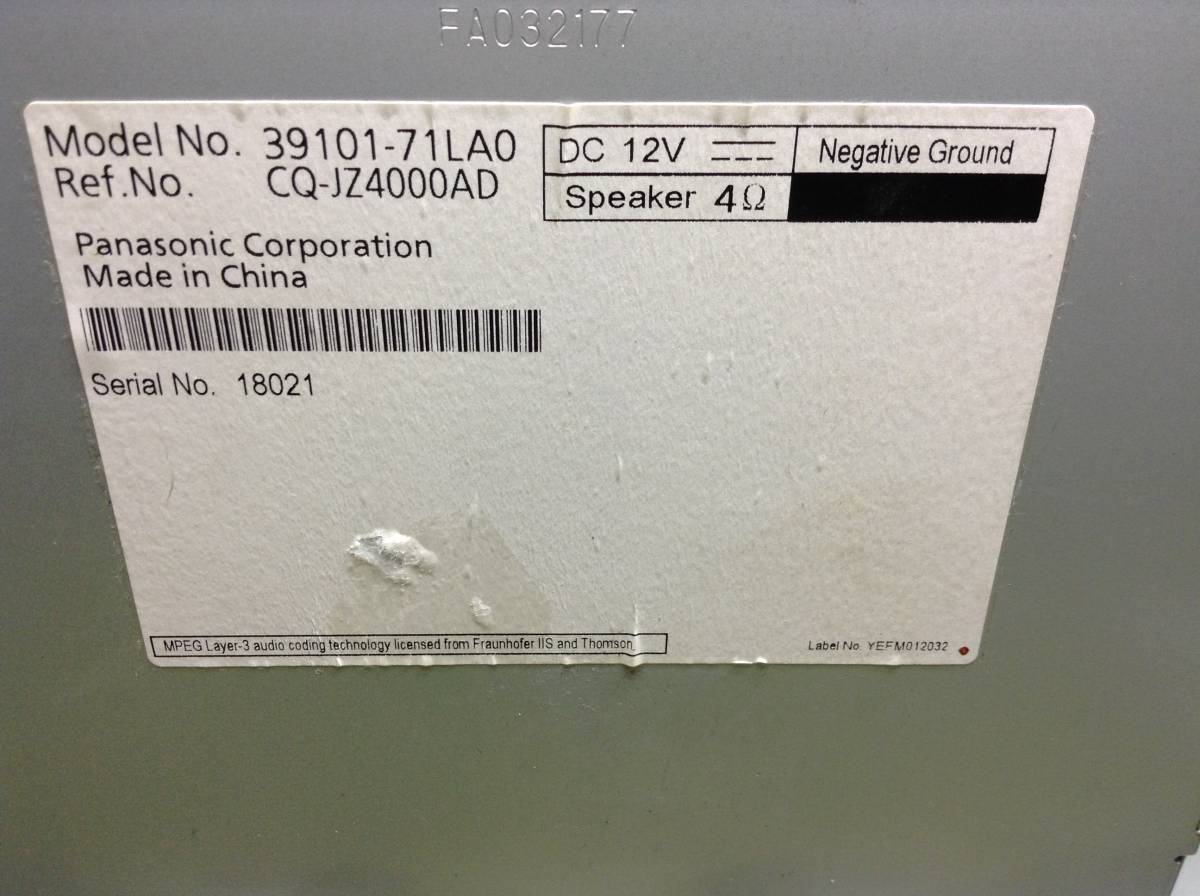 FA032177
Model No. 39101-71LA0
Ref.No. CQ-JZ4000AD
DC 12V
Negative Ground
Speaker 4Ω
Panasonic Corporation
Made in China
Serial No. 18021
MPEG Layer-3 audio coding technology licensed from Fraunhofer IIS and Thomson
Label No. YEFM012032